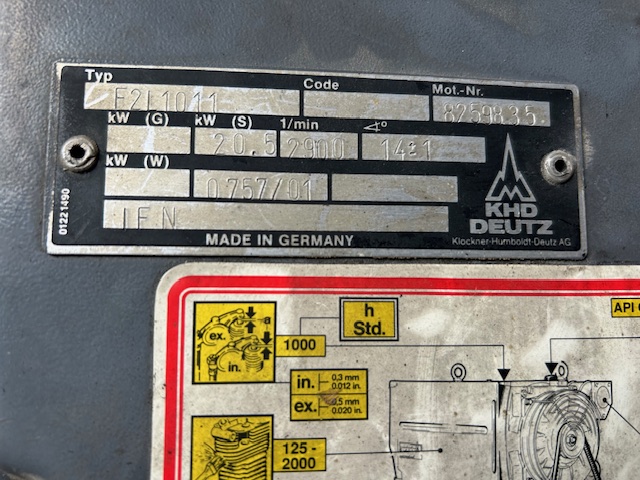 Typ
Code
Mot.-Nr.
F2L1011
8259835
kW (G)
kW (S)
1/min
∢°
20,5
2900
14±1
kW (W)
0757/01
IFN
01221490
MADE IN GERMANY
KHD
DEUTZ
Klöckner-Humboldt-Deutz AG
h
Std.
API
a
ex.
in.
1000
in.
0,3 mm
0.012 in.
ex.
0,5 mm
0.020 in.
125 -
2000